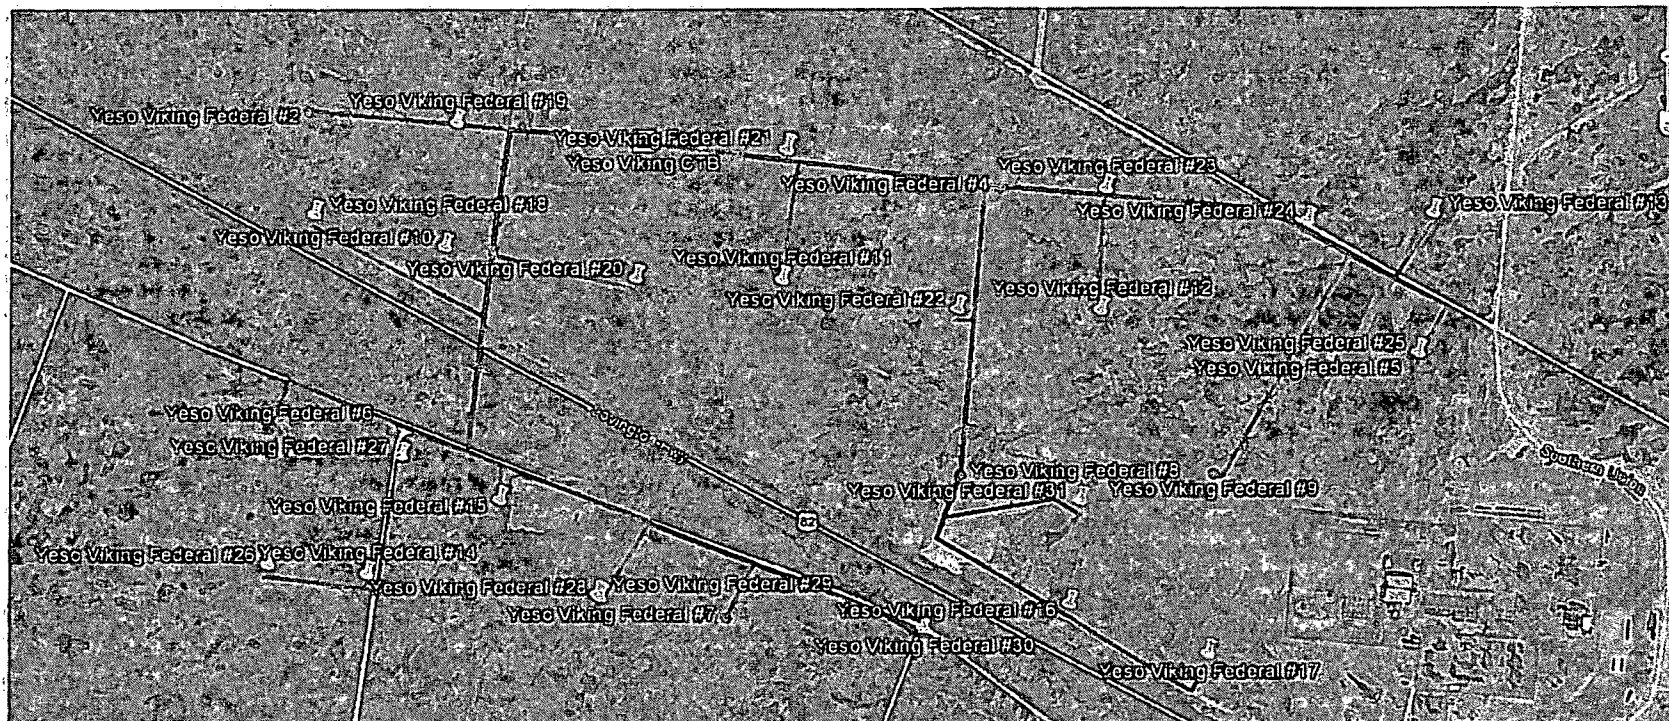 Yeso Viking Federal #19
Yeso Viking Federal #2
Yeso Viking Federal #21
Yeso Viking CTB
Yeso Viking Federal #23
Yeso Viking Federal #4
Yeso Viking Federal #13
Yeso Viking Federal #18
Yeso Viking Federal #24
Yeso Viking Federal #10
Yeso Viking Federal #11
Yeso Viking Federal #20
Yeso Viking Federal #12
Yeso Viking Federal #22
Yeso Viking Federal #25
Yeso Viking Federal #5
Yeso Viking Federal #6
Yeso Viking Federal #27
Lovington Hwy
Southern Union
Yeso Viking Federal #8
Yeso Viking Federal #31
Yeso Viking Federal #9
Yeso Viking Federal #15
82
Yeso Viking Federal #26
Yeso Viking Federal #14
Yeso Viking Federal #28
Yeso Viking Federal #29
Yeso Viking Federal #7
Yeso Viking Federal #16
Yeso Viking Federal #30
Yeso Viking Federal #17